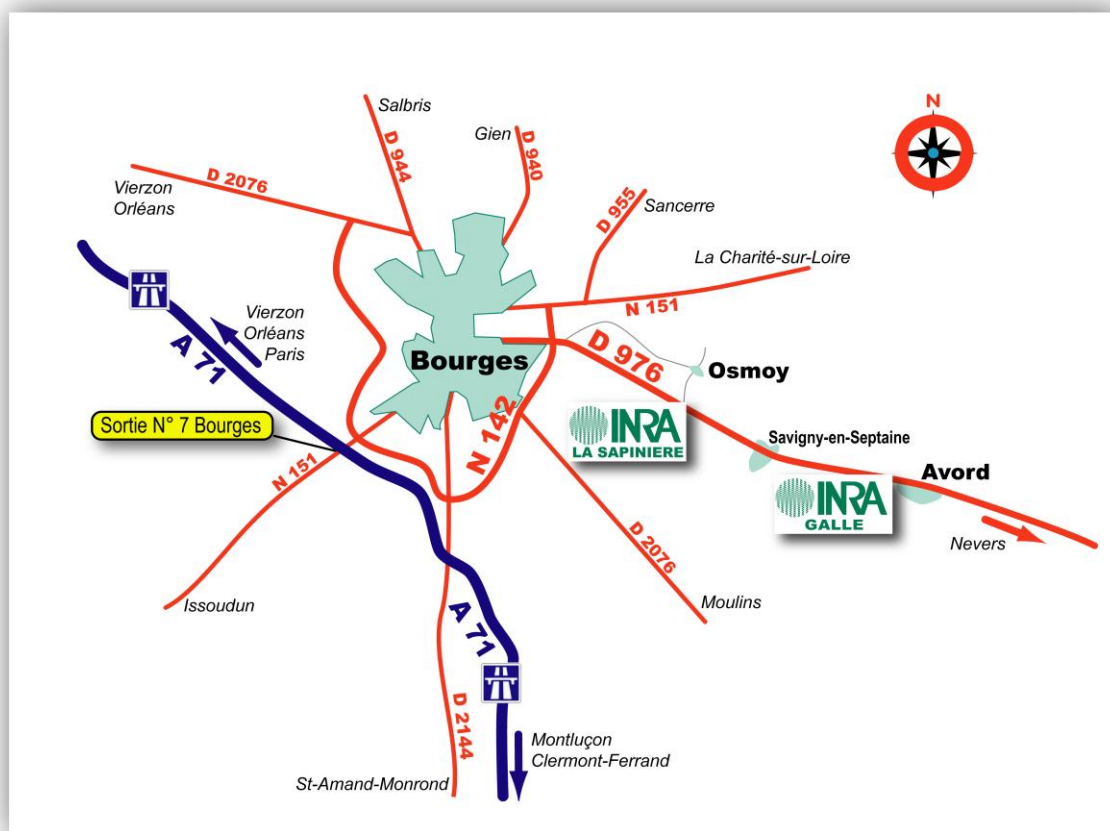 N
Salbris
D 944
Gien
D 940
D 2076
Vierzon
Orléans
D 955
Sancerre
La Charité-sur-Loire
N 151
Vierzon
Orléans
Paris
A 71
Bourges
D 976
Osmoy
Sortie N° 7 Bourges
N 142
INRA
LA SAPINIERE
Savigny-en-Septaine
N 151
Avord
INRA
GALLE
Nevers
D 2076
Issoudun
Moulins
A 71
D 2144
Montluçon
Clermont-Ferrand
St-Amand-Monrond